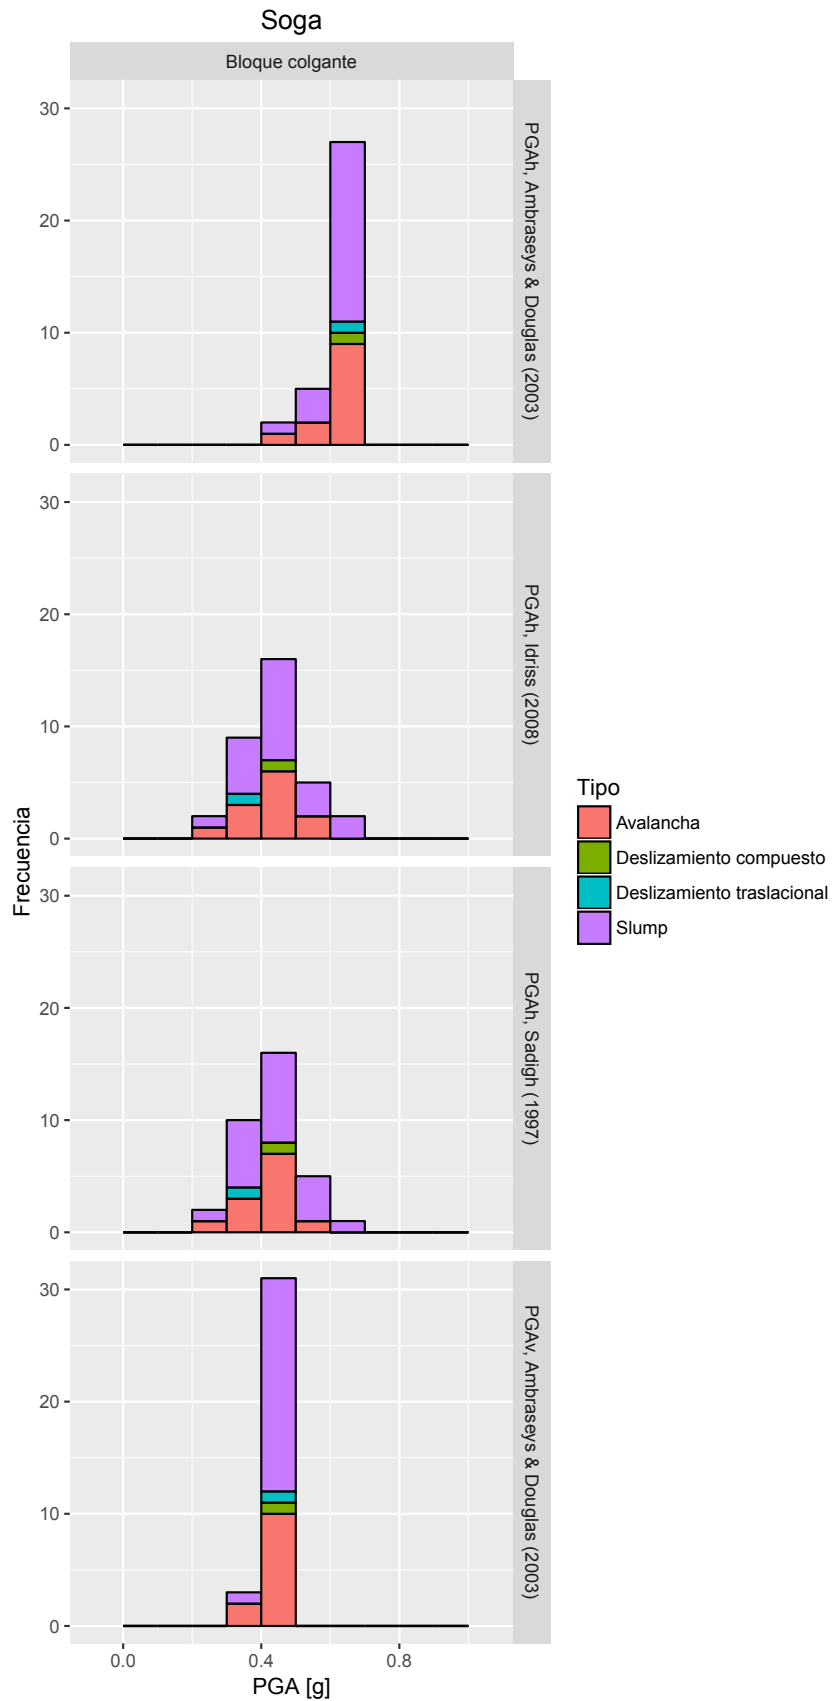 Soga
Bloque colgante
30
20
10
0
PGAh, Ambraseys & Douglas (2003)
30
20
10
0
PGAh, Idriss (2008)
30
20
10
0
PGAh, Sadigh (1997)
30
20
10
0
PGAv, Ambraseys & Douglas (2003)
Frecuencia
0.0 0.4 0.8
PGA [g]
Tipo
Avalancha
Deslizamiento compuesto
Deslizamiento traslacional
Slump